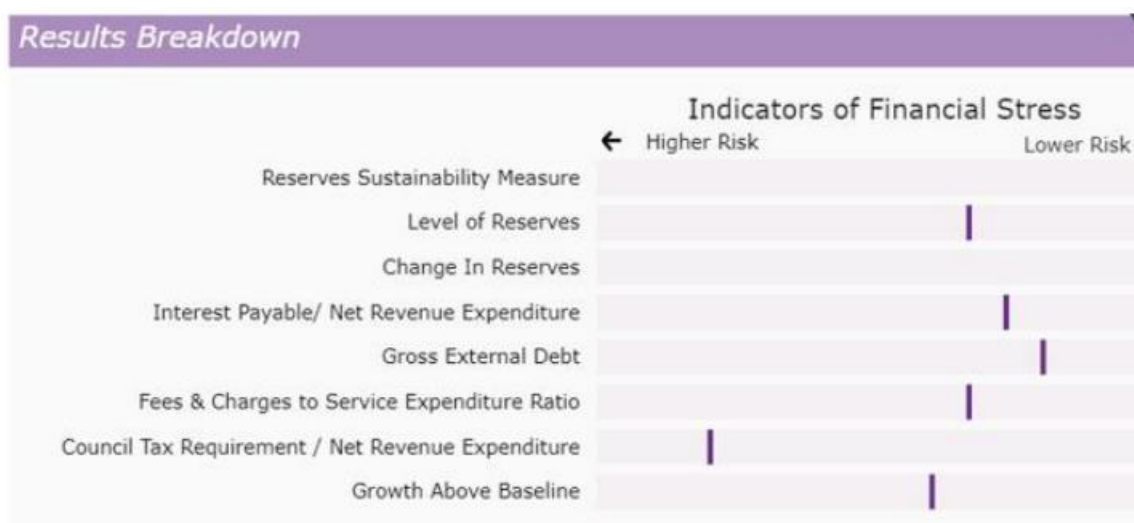 Results Breakdown
Indicators of Financial Stress
← Higher Risk Lower Risk
Reserves Sustainability Measure
Level of Reserves
Change In Reserves
Interest Payable/ Net Revenue Expenditure
Gross External Debt
Fees & Charges to Service Expenditure Ratio
Council Tax Requirement / Net Revenue Expenditure
Growth Above Baseline